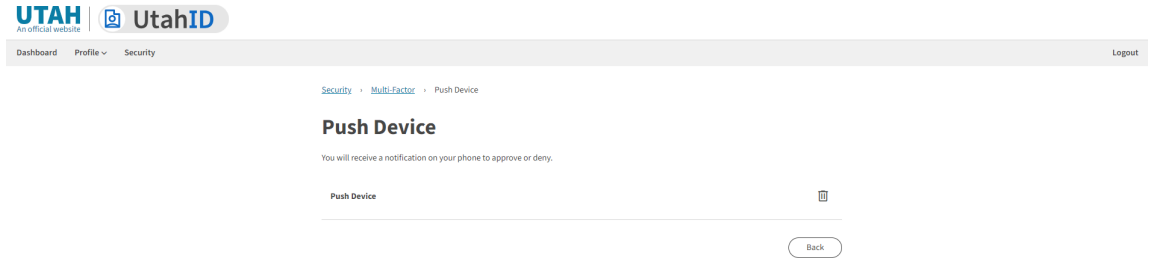 UTAH
An official website
UtahID
Dashboard Profile Security Logout
Security › Multi-Factor › Push Device
Push Device
You will receive a notification on your phone to approve or deny.
Push Device
Back